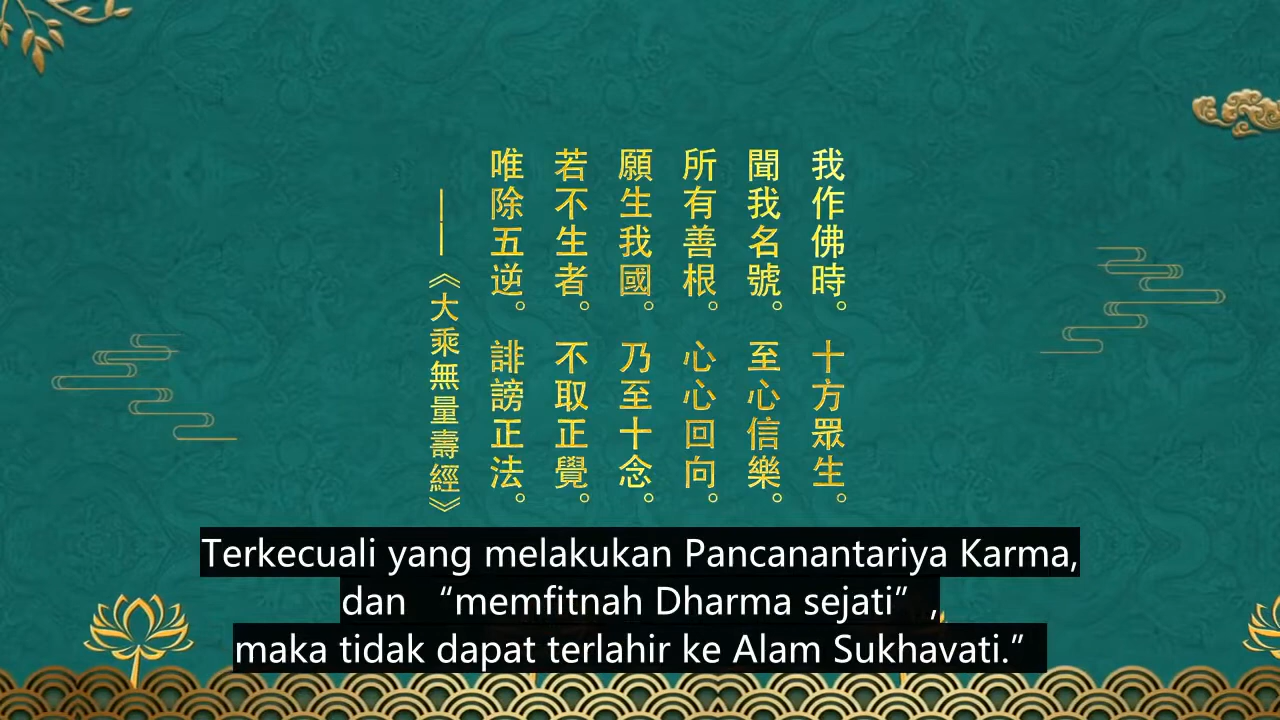 我作佛時。十方眾生。
聞我名號。至心信樂。
所有善根。心心回向。
願生我國。乃至十念。
若不生者。不取正覺。
唯除五逆。誹謗正法。
——《大乘無量壽經》
Terkecuali yang melakukan Pancanantariya Karma,
dan “memfitnah Dharma sejati”,
maka tidak dapat terlahir ke Alam Sukhavati.”